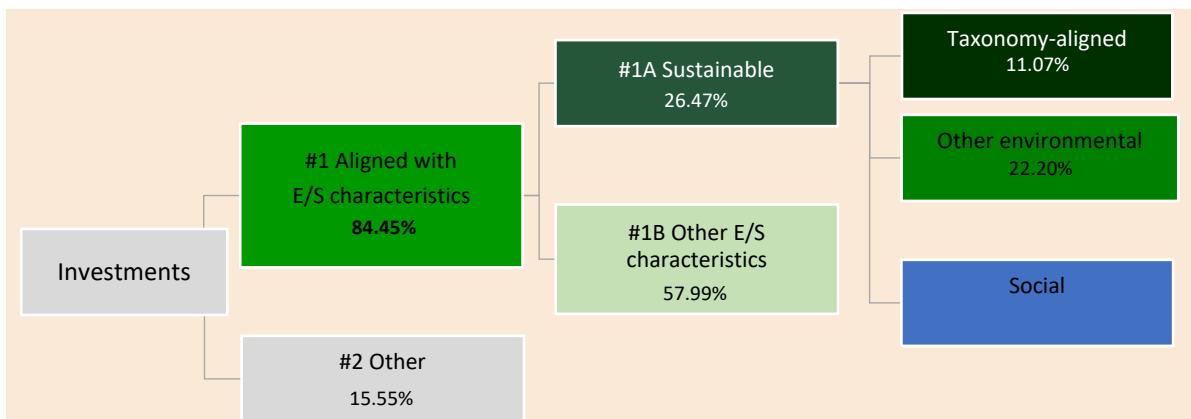 Investments
#1 Aligned with
E/S characteristics
84.45%
#2 Other
15.55%
#1A Sustainable
26.47%
#1B Other E/S
characteristics
57.99%
Taxonomy-aligned
11.07%
Other environmental
22.20%
Social